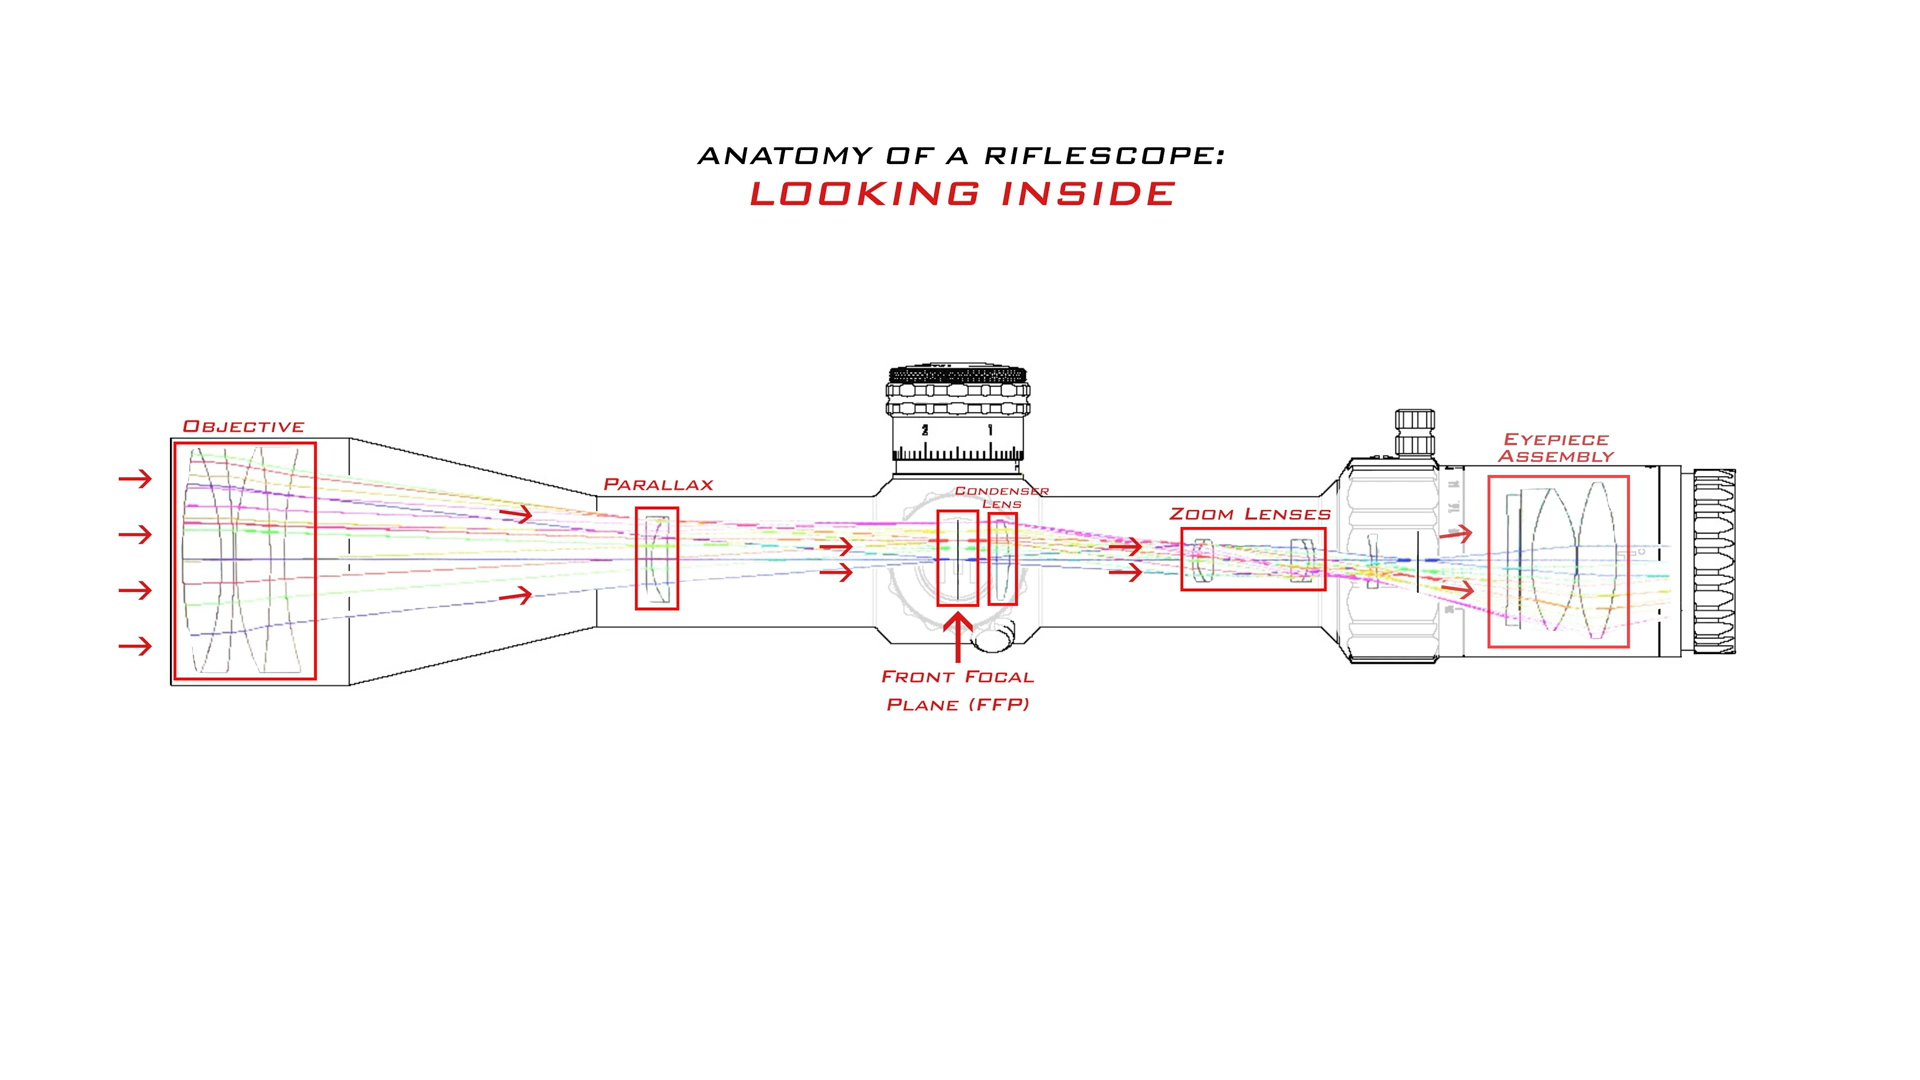 ANATOMY OF A RIFLESCOPE:
LOOKING INSIDE
OBJECTIVE
PARALLAX
2 1
CONDENSER
LENS
ZOOM LENSES
EYEPIECE
ASSEMBLY
FRONT FOCAL
PLANE (FFP)